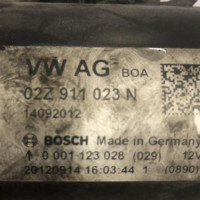 VW AG BOA
02Z 911 023 N
14092012
BOSCH Made in Germany
0 001 123 028 (029) 12V
20120914 16:03:44 1 (0890)